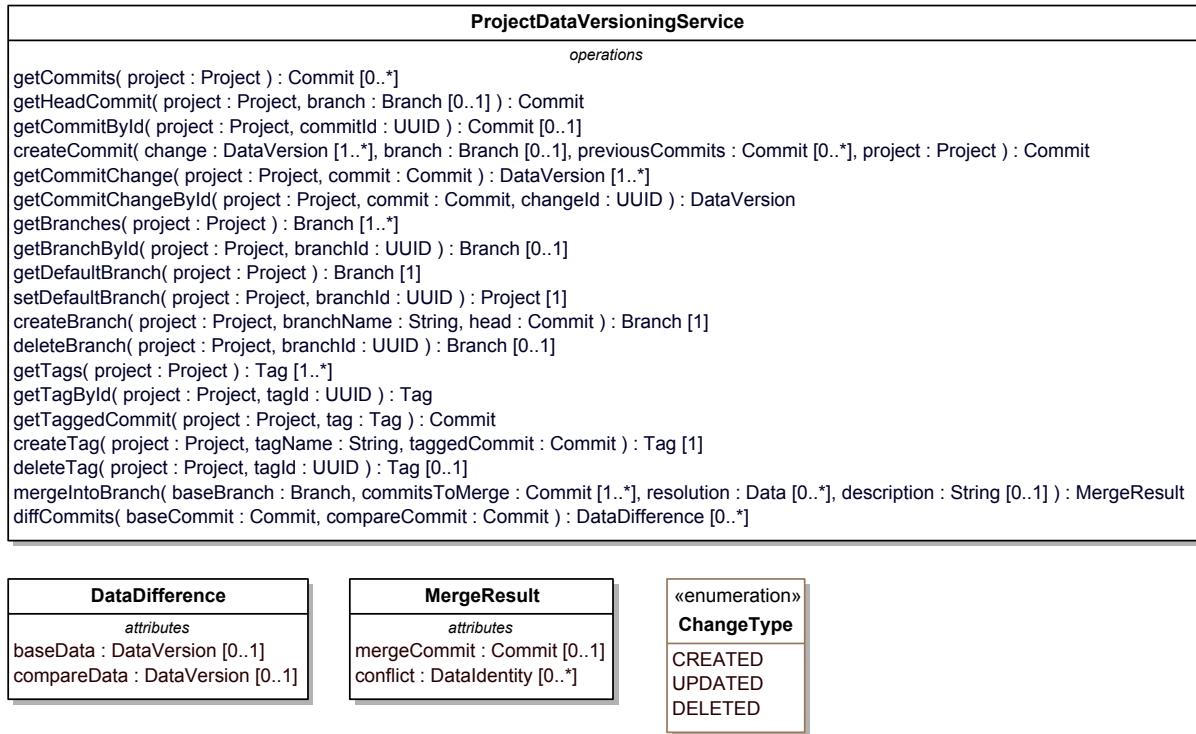 ProjectDataVersioningService
operations
getCommits( project : Project ) : Commit [0..*]
getHeadCommit( project : Project, branch : Branch [0..1] ) : Commit
getCommitById( project : Project, commitId : UUID ) : Commit [0..1]
createCommit( change : DataVersion [1..*], branch : Branch [0..1], previousCommits : Commit [0..*], project : Project ) : Commit
getCommitChange( project : Project, commit : Commit ) : DataVersion [1..*]
getCommitChangeById( project : Project, commit : Commit, changeId : UUID ) : DataVersion
getBranches( project : Project ) : Branch [1..*]
getBranchById( project : Project, branchId : UUID ) : Branch [0..1]
getDefaultBranch( project : Project ) : Branch [1]
setDefaultBranch( project : Project, branchId : UUID ) : Project [1]
createBranch( project : Project, branchName : String, head : Commit ) : Branch [1]
deleteBranch( project : Project, branchId : UUID ) : Branch [0..1]
getTags( project : Project ) : Tag [1..*]
getTagById( project : Project, tagId : UUID ) : Tag
getTaggedCommit( project : Project, tag : Tag ) : Commit
createTag( project : Project, tagName : String, taggedCommit : Commit ) : Tag [1]
deleteTag( project : Project, tagId : UUID ) : Tag [0..1]
mergeIntoBranch( baseBranch : Branch, commitsToMerge : Commit [1..*], resolution : Data [0..*], description : String [0..1] ) : MergeResult
diffCommits( baseCommit : Commit, compareCommit : Commit ) : DataDifference [0..*]
DataDifference
attributes
baseData : DataVersion [0..1]
compareData : DataVersion [0..1]
MergeResult
attributes
mergeCommit : Commit [0..1]
conflict : DataIdentity [0..*]
«enumeration»
ChangeType
CREATED
UPDATED
DELETED